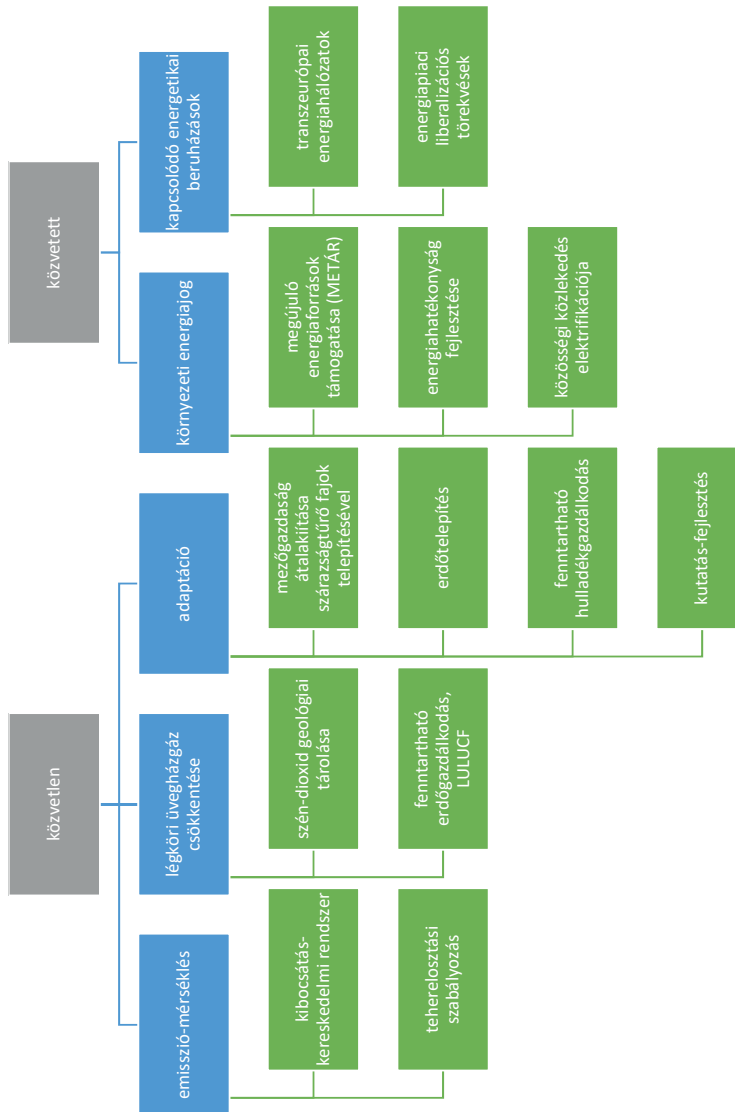 közvetlen
emisszió-mérséklés
kibocsátás-
kereskedelmi rendszer
teherelosztási
szabályozás
légköri üvegházgáz
csökkentése
szén-dioxid geológiai
tárolása
fenntartható
erdőgazdálkodás,
LULUCF
adaptáció
mezőgazdaság
átalakiítása
szárazságtűrő fajok
telepítésével
erdőtelepítés
fenntartható
hulladékgazdálkodás
kutatás-fejlesztés
közvetett
környezeti energiajog
megújuló
energiaforrások
támogatása (METÁR)
energiahatékonyság
fejlesztése
közösségi közlekedés
elektrifikációja
kapcsolódó energetikai
beruházások
transzeurópai
energiahálózatok
energiapiaci
liberalizációs
törekvések